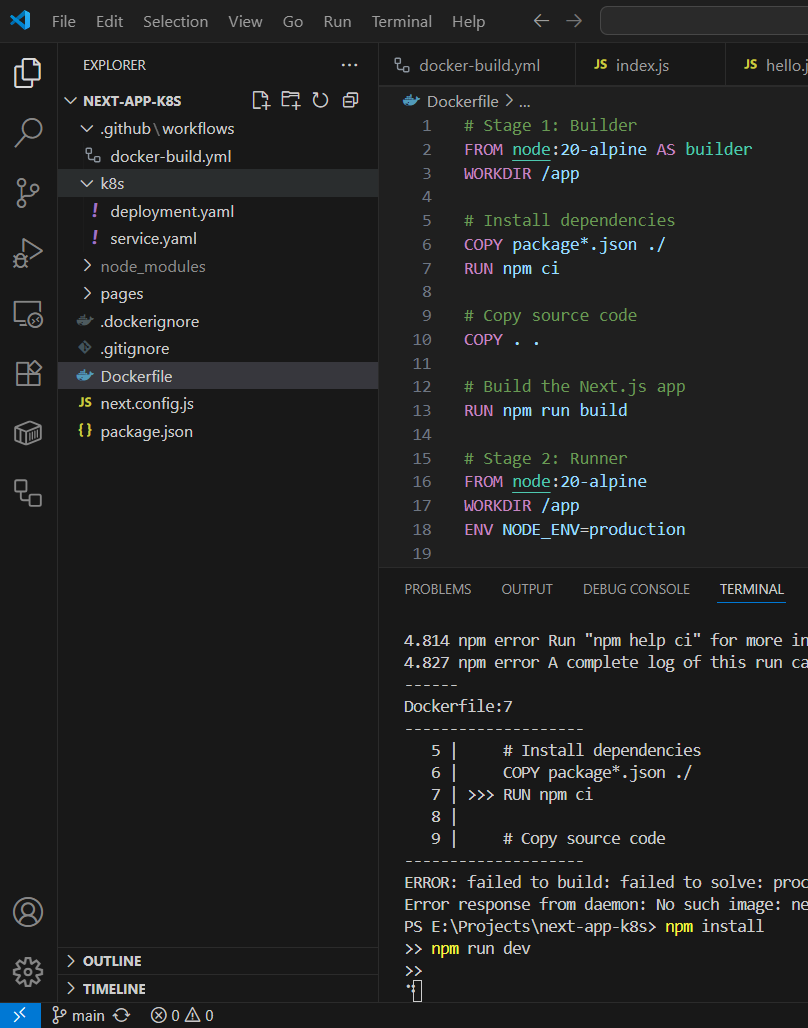 File Edit Selection View Go Run Terminal Help
EXPLORER
NEXT-APP-K8S
.github\workflows
docker-build.yml
k8s
! deployment.yaml
! service.yaml
node_modules
pages
.dockerignore
.gitignore
Dockerfile
JS next.config.js
{} package.json
OUTLINE
TIMELINE
docker-build.yml JS index.js JS hello.j
Dockerfile > ...
1 # Stage 1: Builder
2 FROM node:20-alpine AS builder
3 WORKDIR /app
4
5 # Install dependencies
6 COPY package*.json ./
7 RUN npm ci
8
9 # Copy source code
10 COPY . .
11
12 # Build the Next.js app
13 RUN npm run build
14
15 # Stage 2: Runner
16 FROM node:20-alpine
17 WORKDIR /app
18 ENV NODE_ENV=production
19
PROBLEMS OUTPUT DEBUG CONSOLE TERMINAL
4.814 npm error Run "npm help ci" for more in
4.827 npm error A complete log of this run ca
------
Dockerfile:7
--------------------
5 | # Install dependencies
6 | COPY package*.json ./
7 | >>> RUN npm ci
8 |
9 | # Copy source code
--------------------
ERROR: failed to build: failed to solve: proc
Error response from daemon: No such image: ne
PS E:\Projects\next-app-k8s> npm install
>> npm run dev
>>
main 0 0